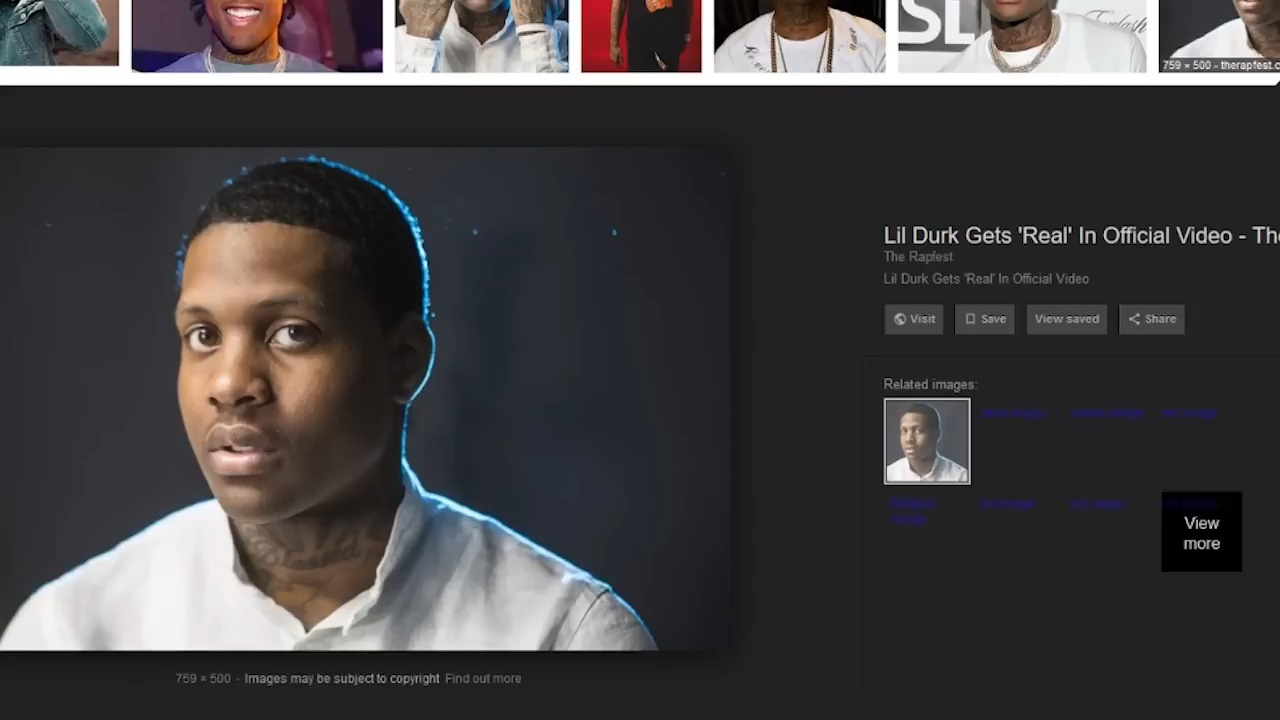 SL
759 × 500 - therapfest.c
Lil Durk Gets 'Real' In Official Video - Th
The Rapfest
Lil Durk Gets 'Real' In Official Video
Visit
Save
View saved
Share
Related images:
View
more
759 × 500 - Images may be subject to copyright Find out more